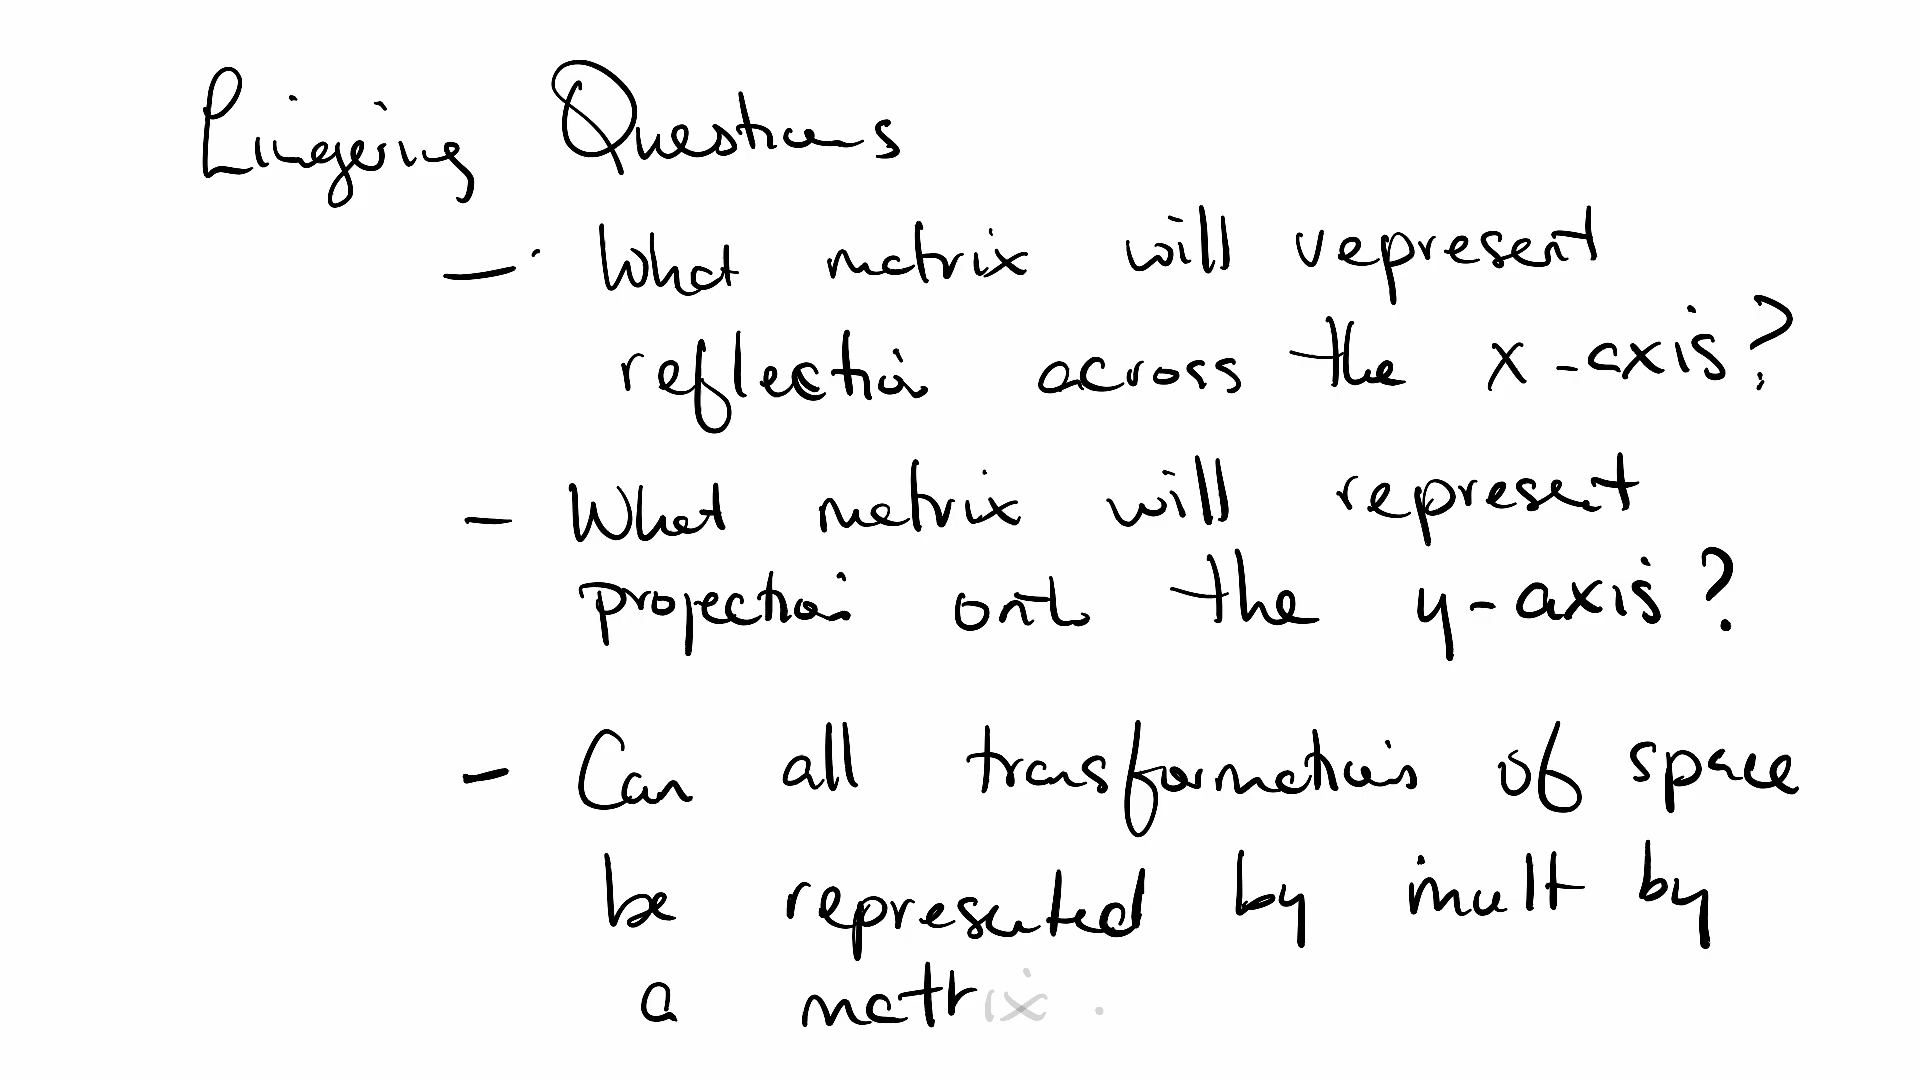 Lingering Questions
- What matrix will represent
reflection across the x-axis?
- What matrix will represent
projection onto the y-axis?
- Can all transformations of space
be represented by mult by
a matrix.